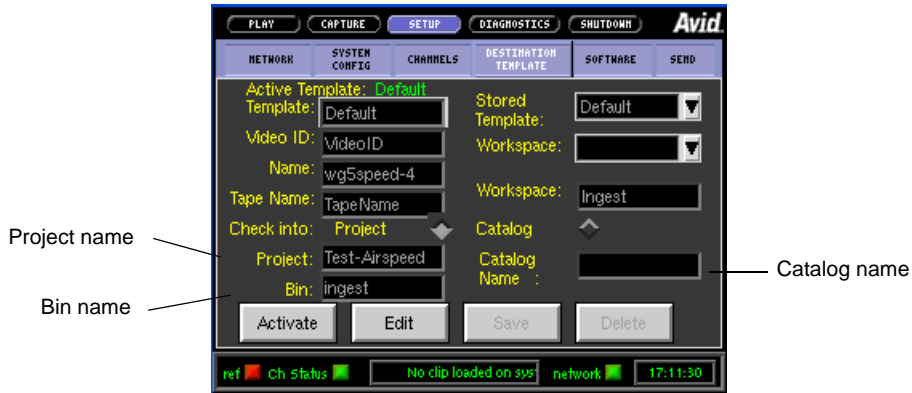 PLAY CAPTURE SETUP DIAGNOSTICS SHUTDOWN Avid
NETWORK SYSTEM CONFIG CHANNELS DESTINATION TEMPLATE SOFTWARE SEND
Active Template: Default
Template: Default
Stored Template: Default
Video ID: VideoID
Workspace:
Name: wg5speed-4
Workspace: Ingest
Tape Name: TapeName
Check into: Project Catalog
Project name
Project: Test-Airspeed
Catalog Name :
Catalog name
Bin name
Bin: ingest
Activate Edit Save Delete
ref Ch Status No clip loaded on syst network 17:11:30